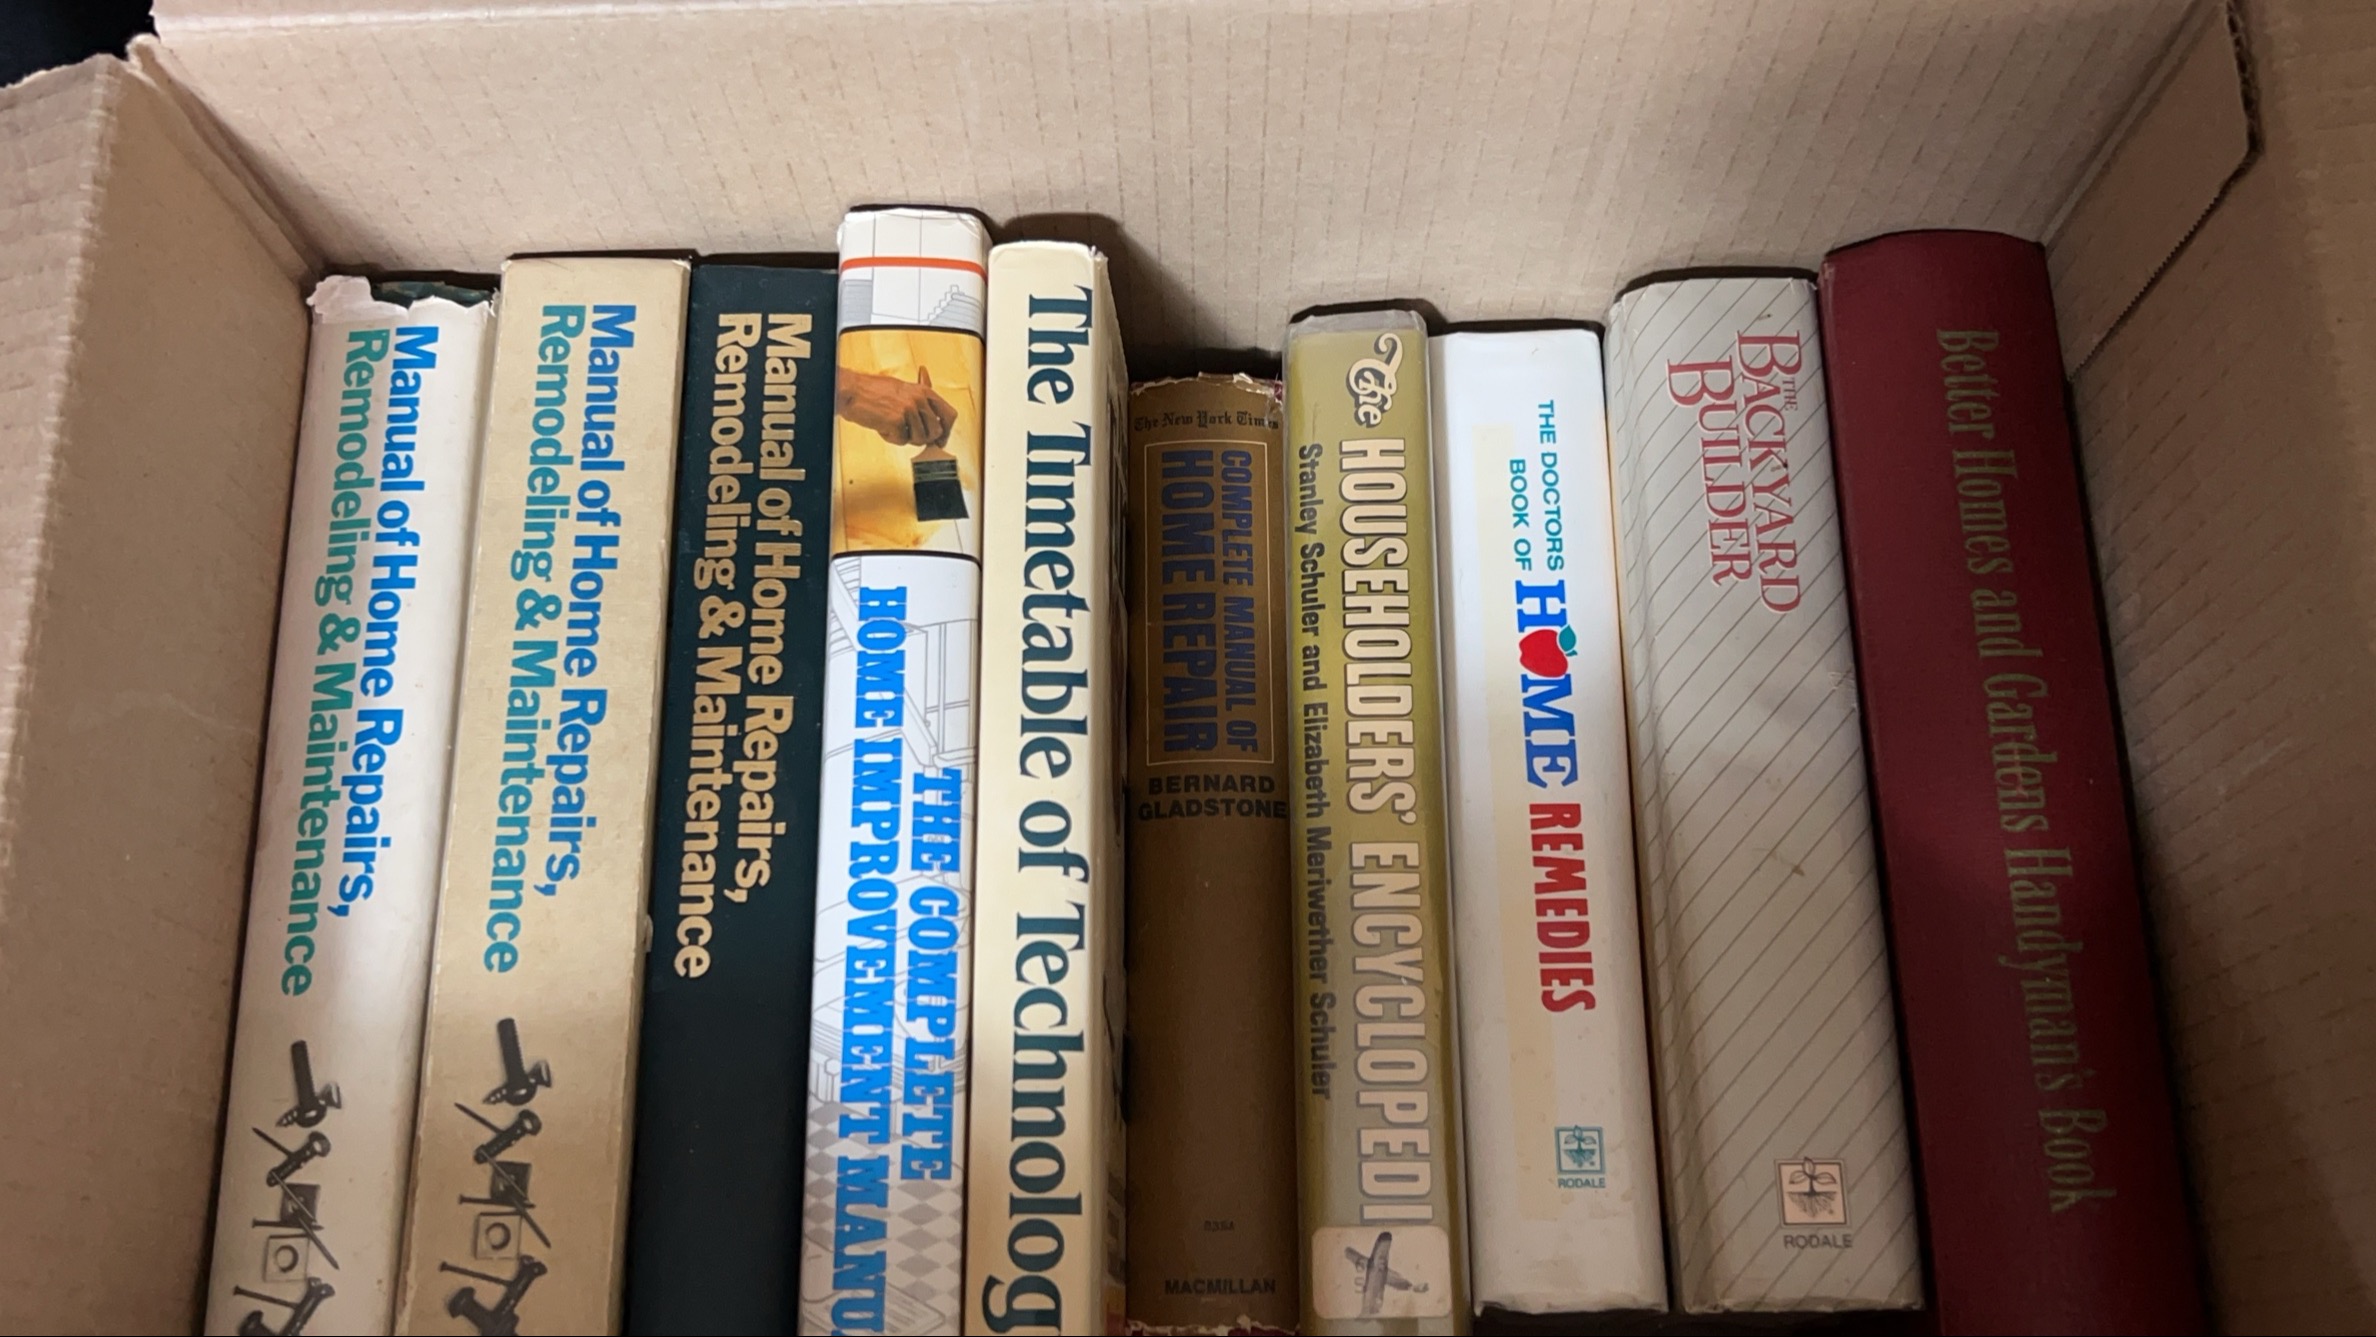 Manual of Home Repairs,
Remodeling & Maintenance
Manual of Home Repairs,
Remodeling & Maintenance
Manual of Home Repairs,
Remodeling & Maintenance
THE COMPLETE
HOME IMPROVEMENT MANU
The Timetable of Technolog
The New York Times
COMPLETE MANUAL OF
HOME REPAIR
BERNARD
GLADSTONE
MACMILLAN
The HOUSEHOLDERS' ENCYCLOPEDI
Stanley Schuler and Elizabeth Meriwether Schuler
THE DOCTORS
BOOK OF
HOME REMEDIES
RODALE
THE
BACKYARD
BUILDER
RODALE
Better Homes and Gardens Handyman's Book